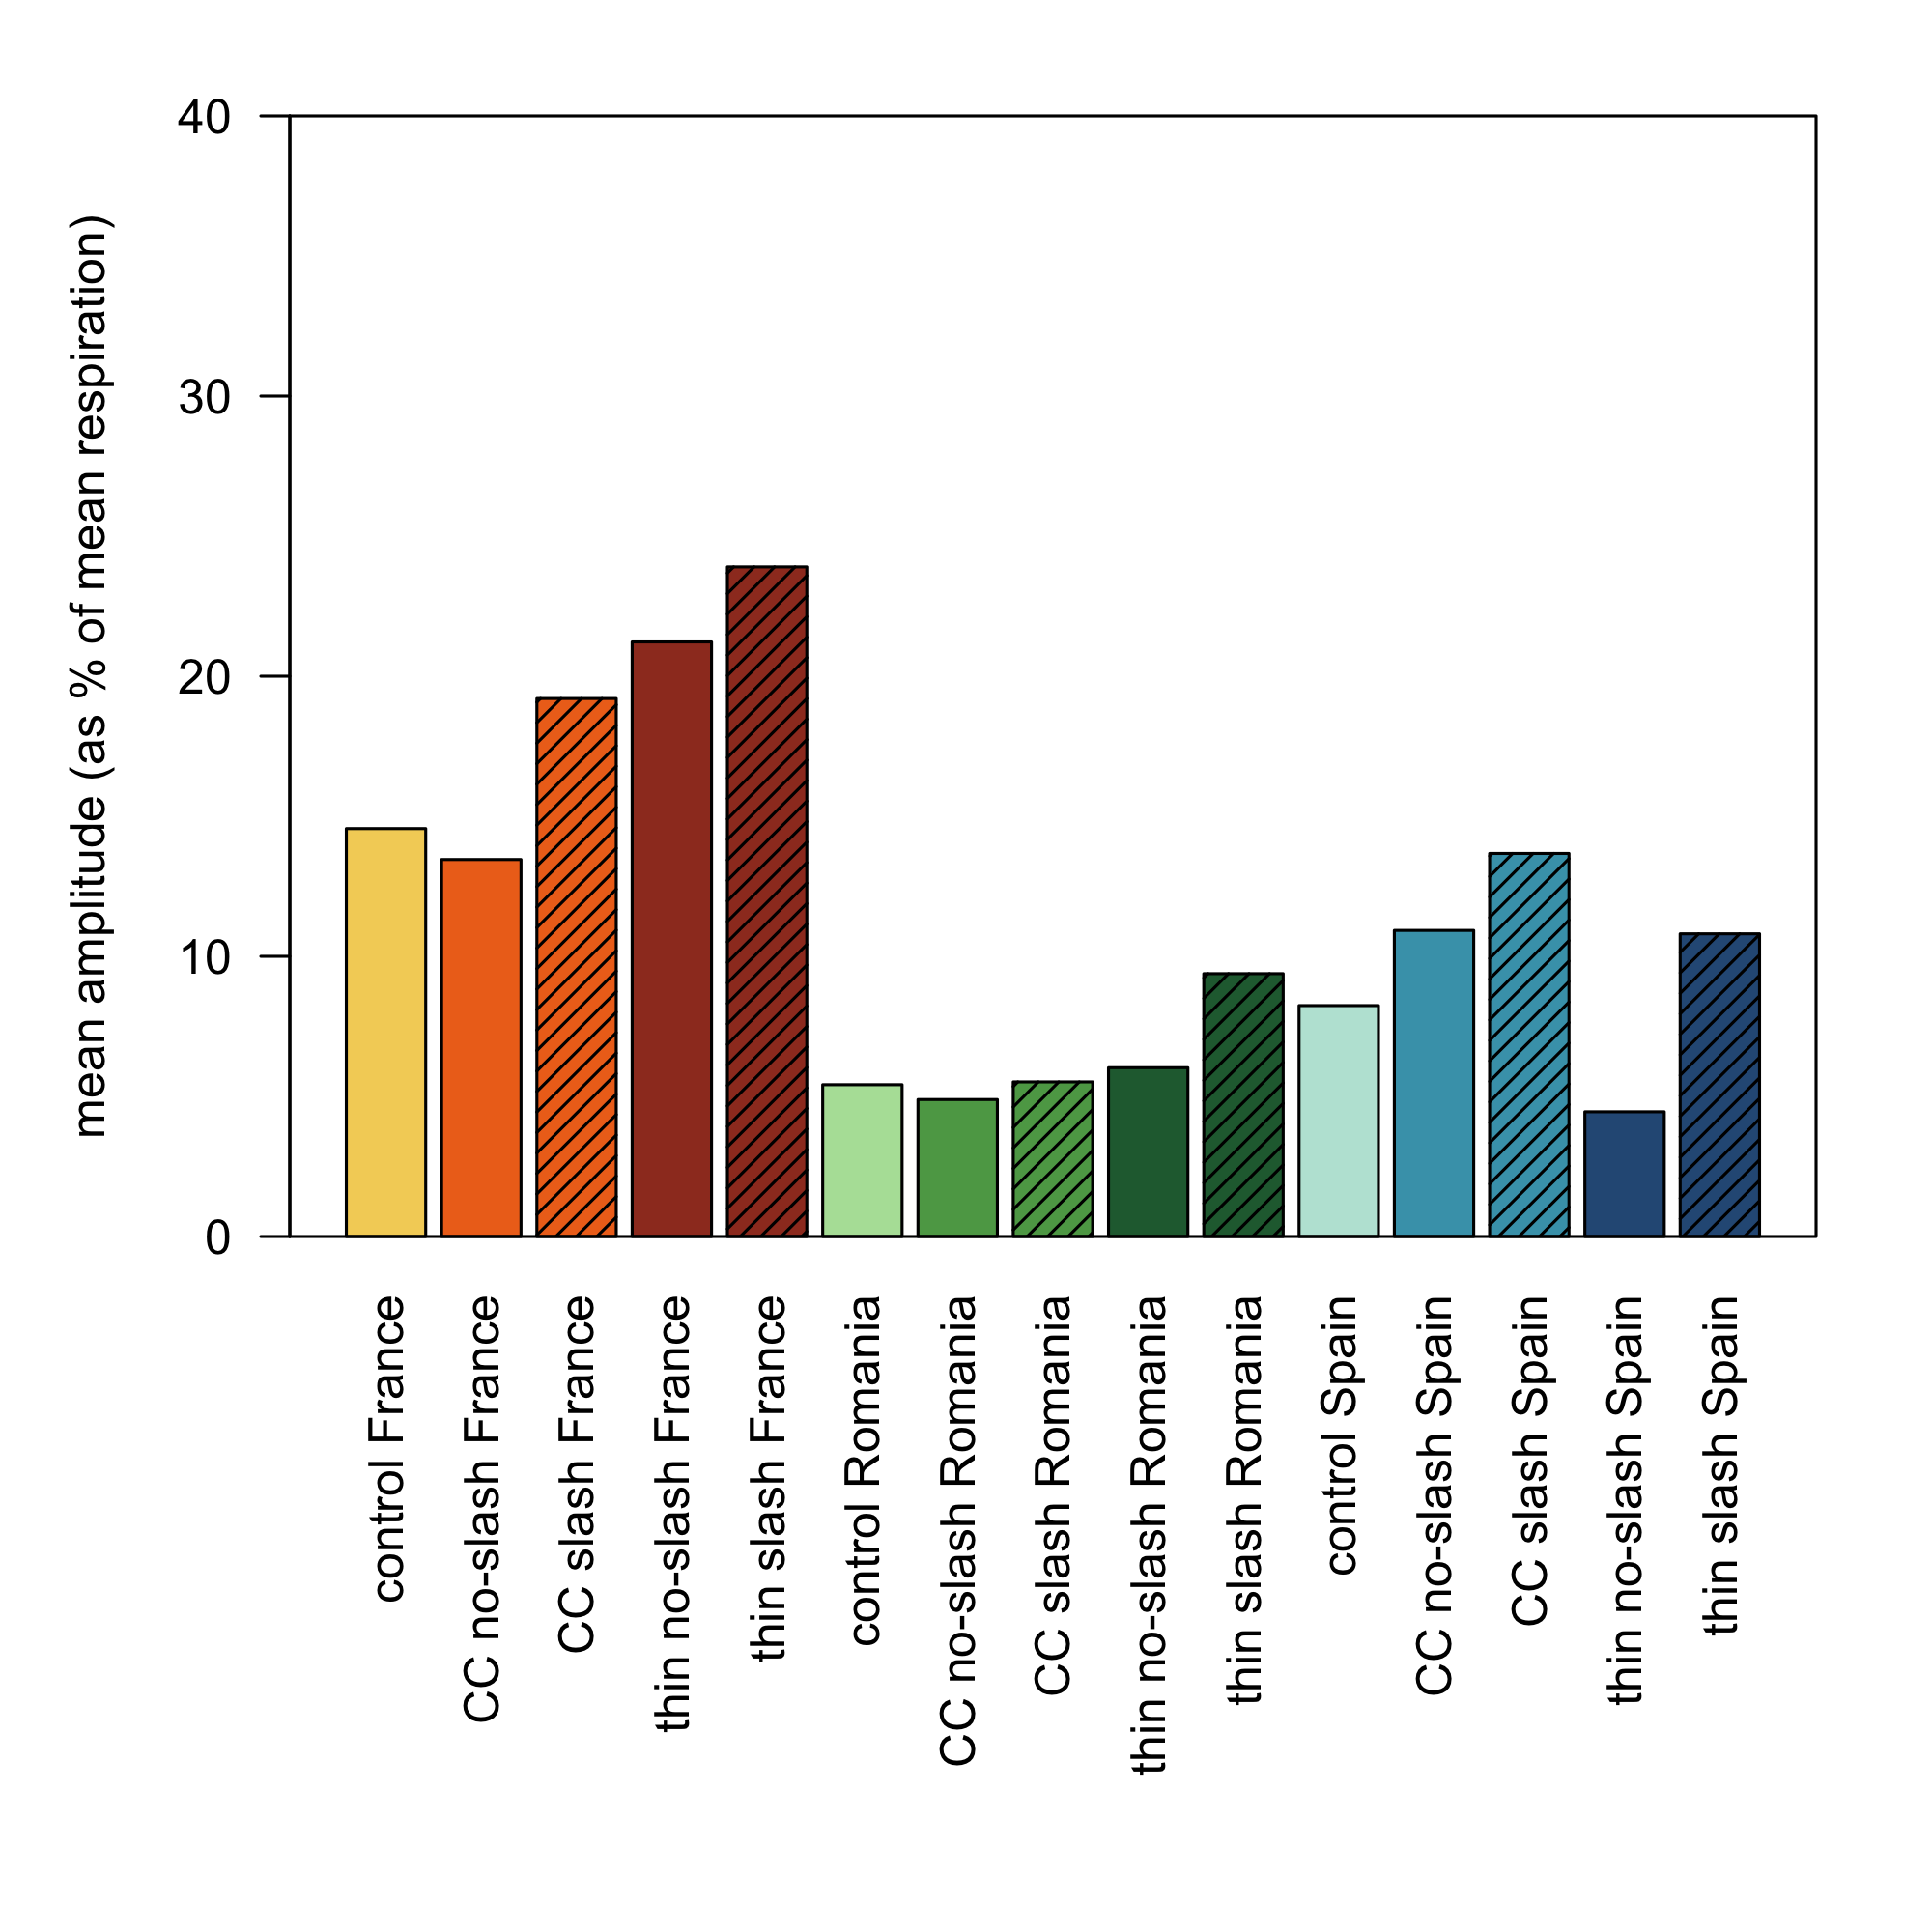 mean amplitude (as % of mean respiration)
40
30
20
10
0
control France
CC no-slash France
CC slash France
thin no-slash France
thin slash France
control Romania
CC no-slash Romania
CC slash Romania
thin no-slash Romania
thin slash Romania
control Spain
CC no-slash Spain
CC slash Spain
thin no-slash Spain
thin slash Spain